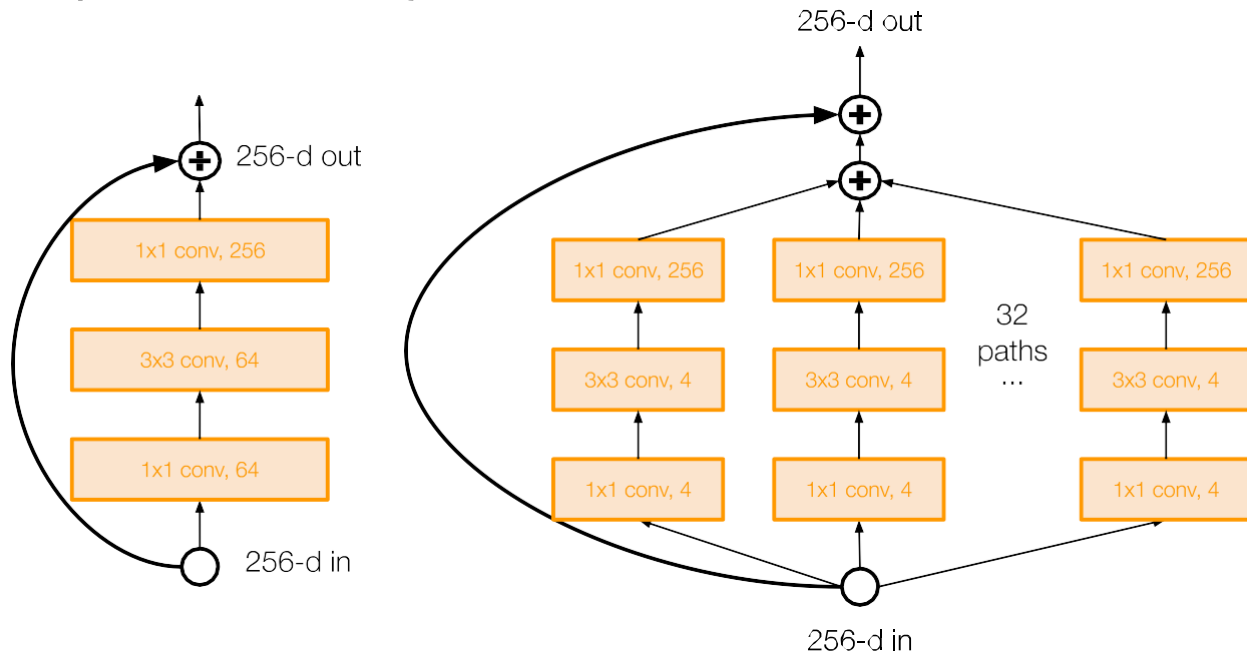 256-d out
1x1 conv, 256
3x3 conv, 64
1x1 conv, 64
256-d in
256-d out
1x1 conv, 256
1x1 conv, 256
1x1 conv, 256
32
paths
...
3x3 conv, 4
3x3 conv, 4
3x3 conv, 4
1x1 conv, 4
1x1 conv, 4
1x1 conv, 4
256-d in